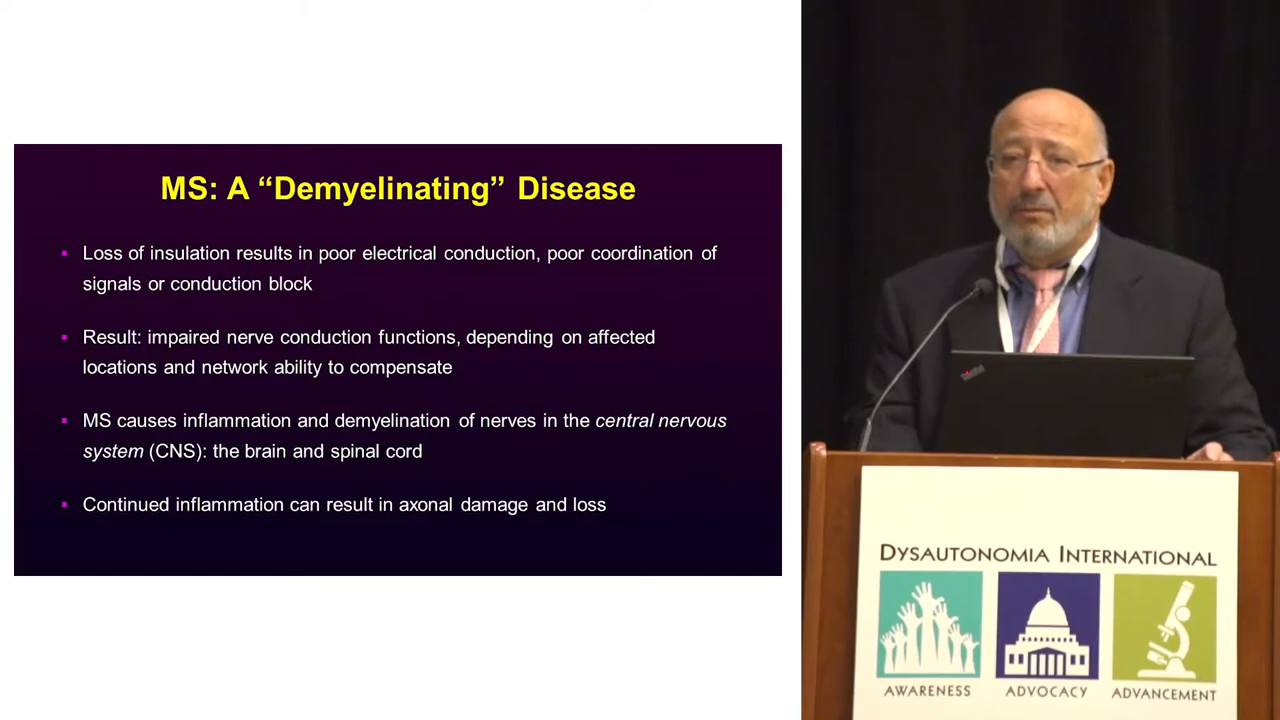 MS: A “Demyelinating” Disease
▪ Loss of insulation results in poor electrical conduction, poor coordination of
signals or conduction block
▪ Result: impaired nerve conduction functions, depending on affected
locations and network ability to compensate
▪ MS causes inflammation and demyelination of nerves in the central nervous
system (CNS): the brain and spinal cord
▪ Continued inflammation can result in axonal damage and loss
ThinkPad
DYSAUTONOMIA INTERNATIONAL
AWARENESS
ADVOCACY
ADVANCEMENT